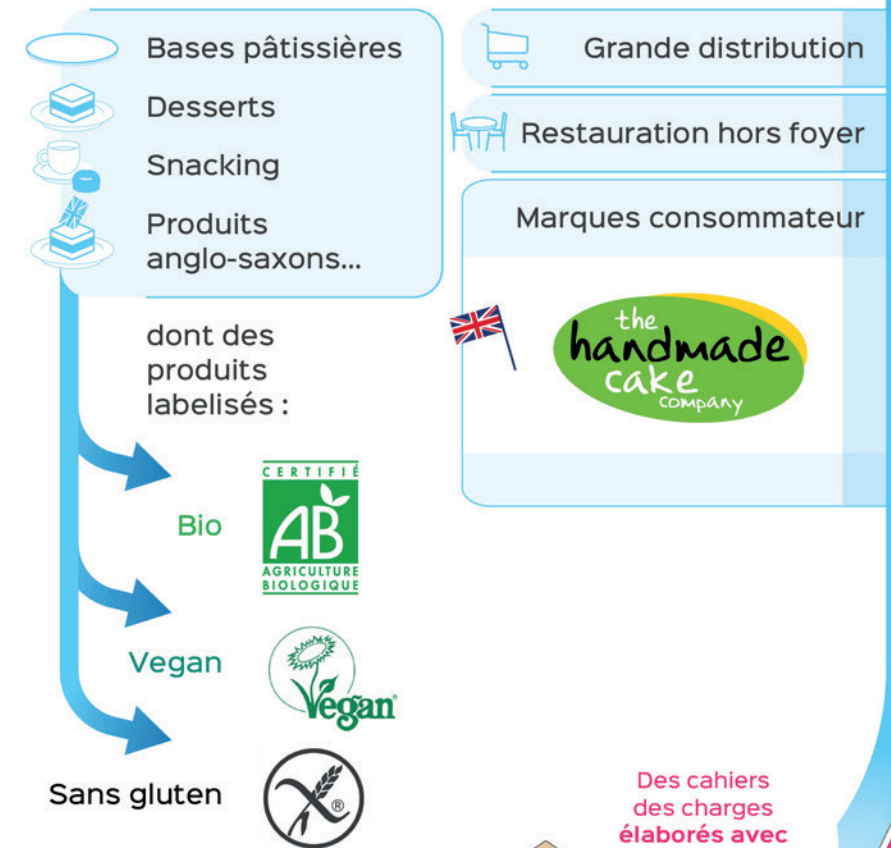 Bases pâtissières
Desserts
Snacking
Produits
anglo-saxons...
dont des
produits
labelisés :
Bio
CERTIFIÉ
AB
AGRICULTURE
BIOLOGIQUE
Vegan
Vegan®
Sans gluten
®
Grande distribution
Restauration hors foyer
Marques consommateur
the
handmade
cake
company
Des cahiers
des charges
élaborés avec